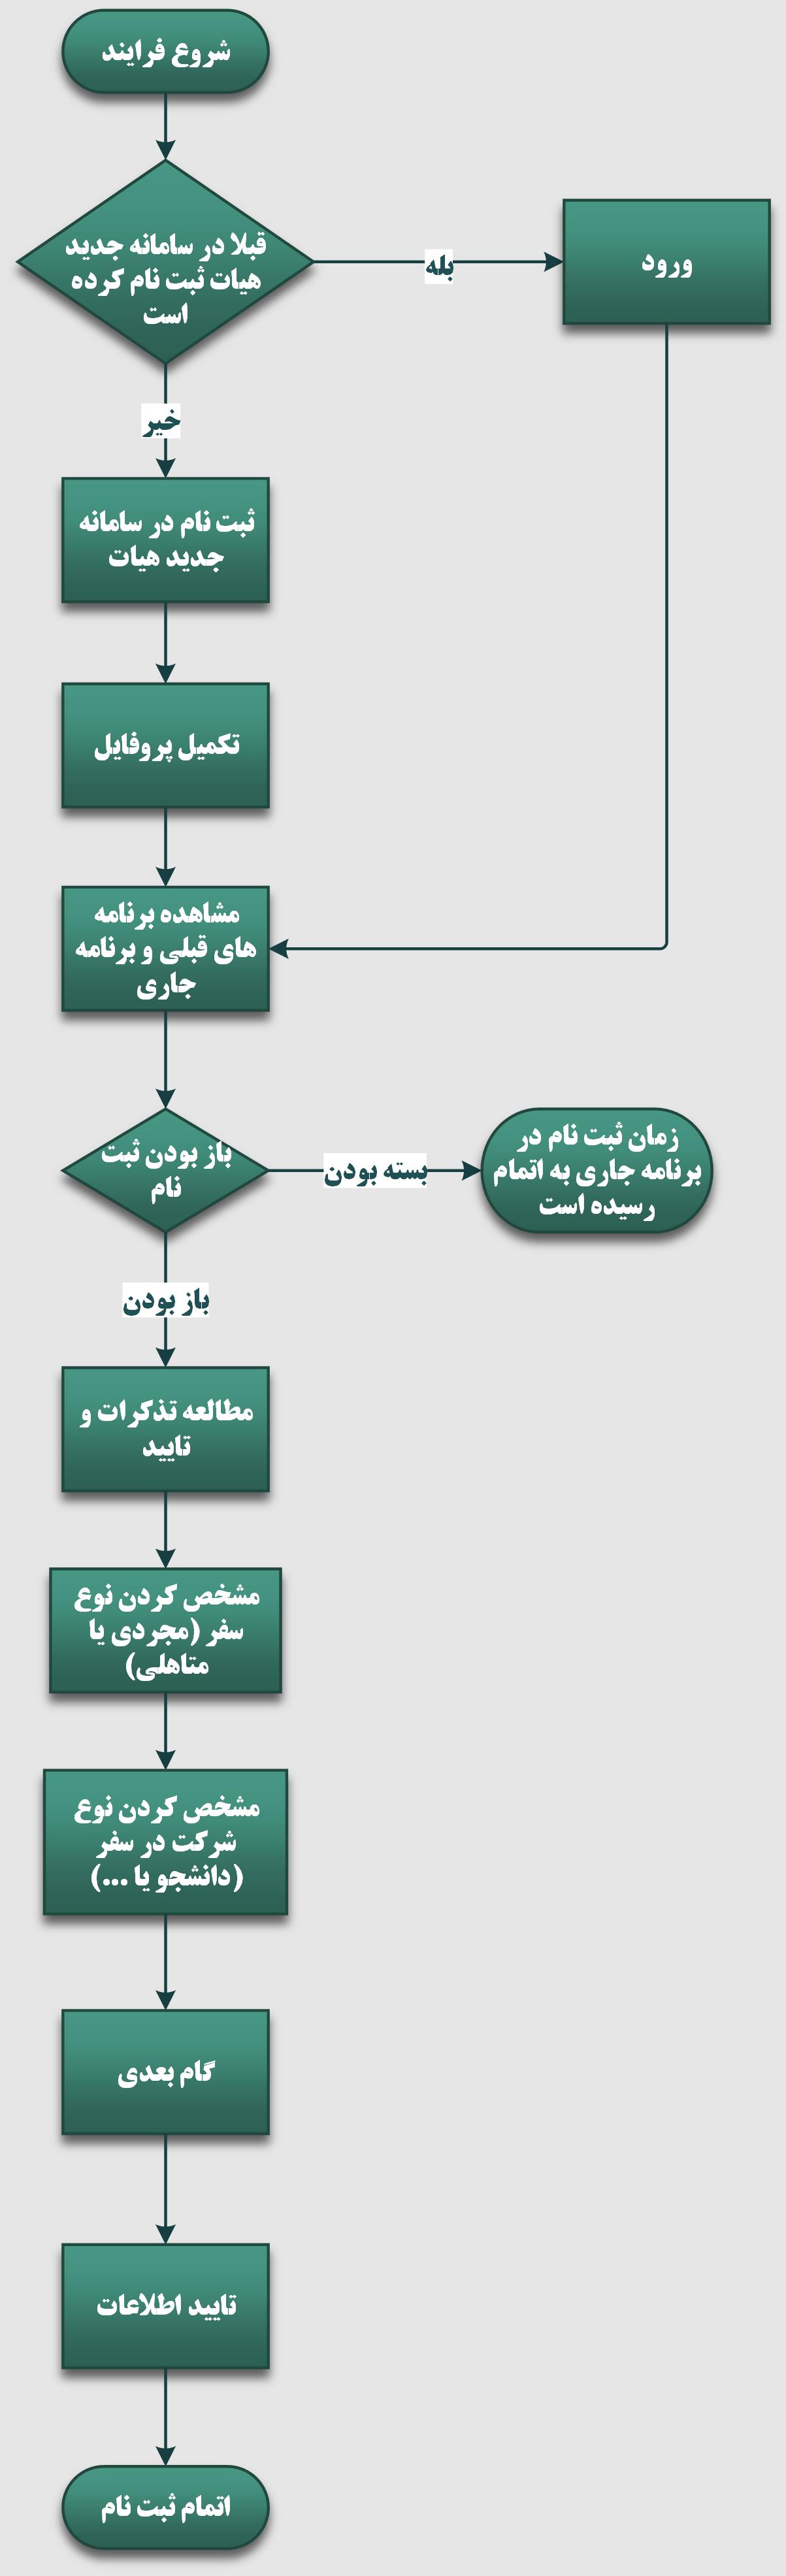 شروع فرایند
قبلا در سامانه جدید
هیات ثبت نام کرده
است
بله
ورود
خیر
ثبت نام در سامانه
جدید هیات
تکمیل پروفایل
مشاهده برنامه
های قبلی و برنامه
جاری
باز بودن ثبت
نام
بسته بودن
زمان ثبت نام در
برنامه جاری به اتمام
رسیده است
باز بودن
مطالعه تذکرات و
تایید
مشخص کردن نوع
سفر (مجردی یا
متاهلی)
مشخص کردن نوع
شرکت در سفر
(دانشجو یا ...)
گام بعدی
تایید اطلاعات
اتمام ثبت نام